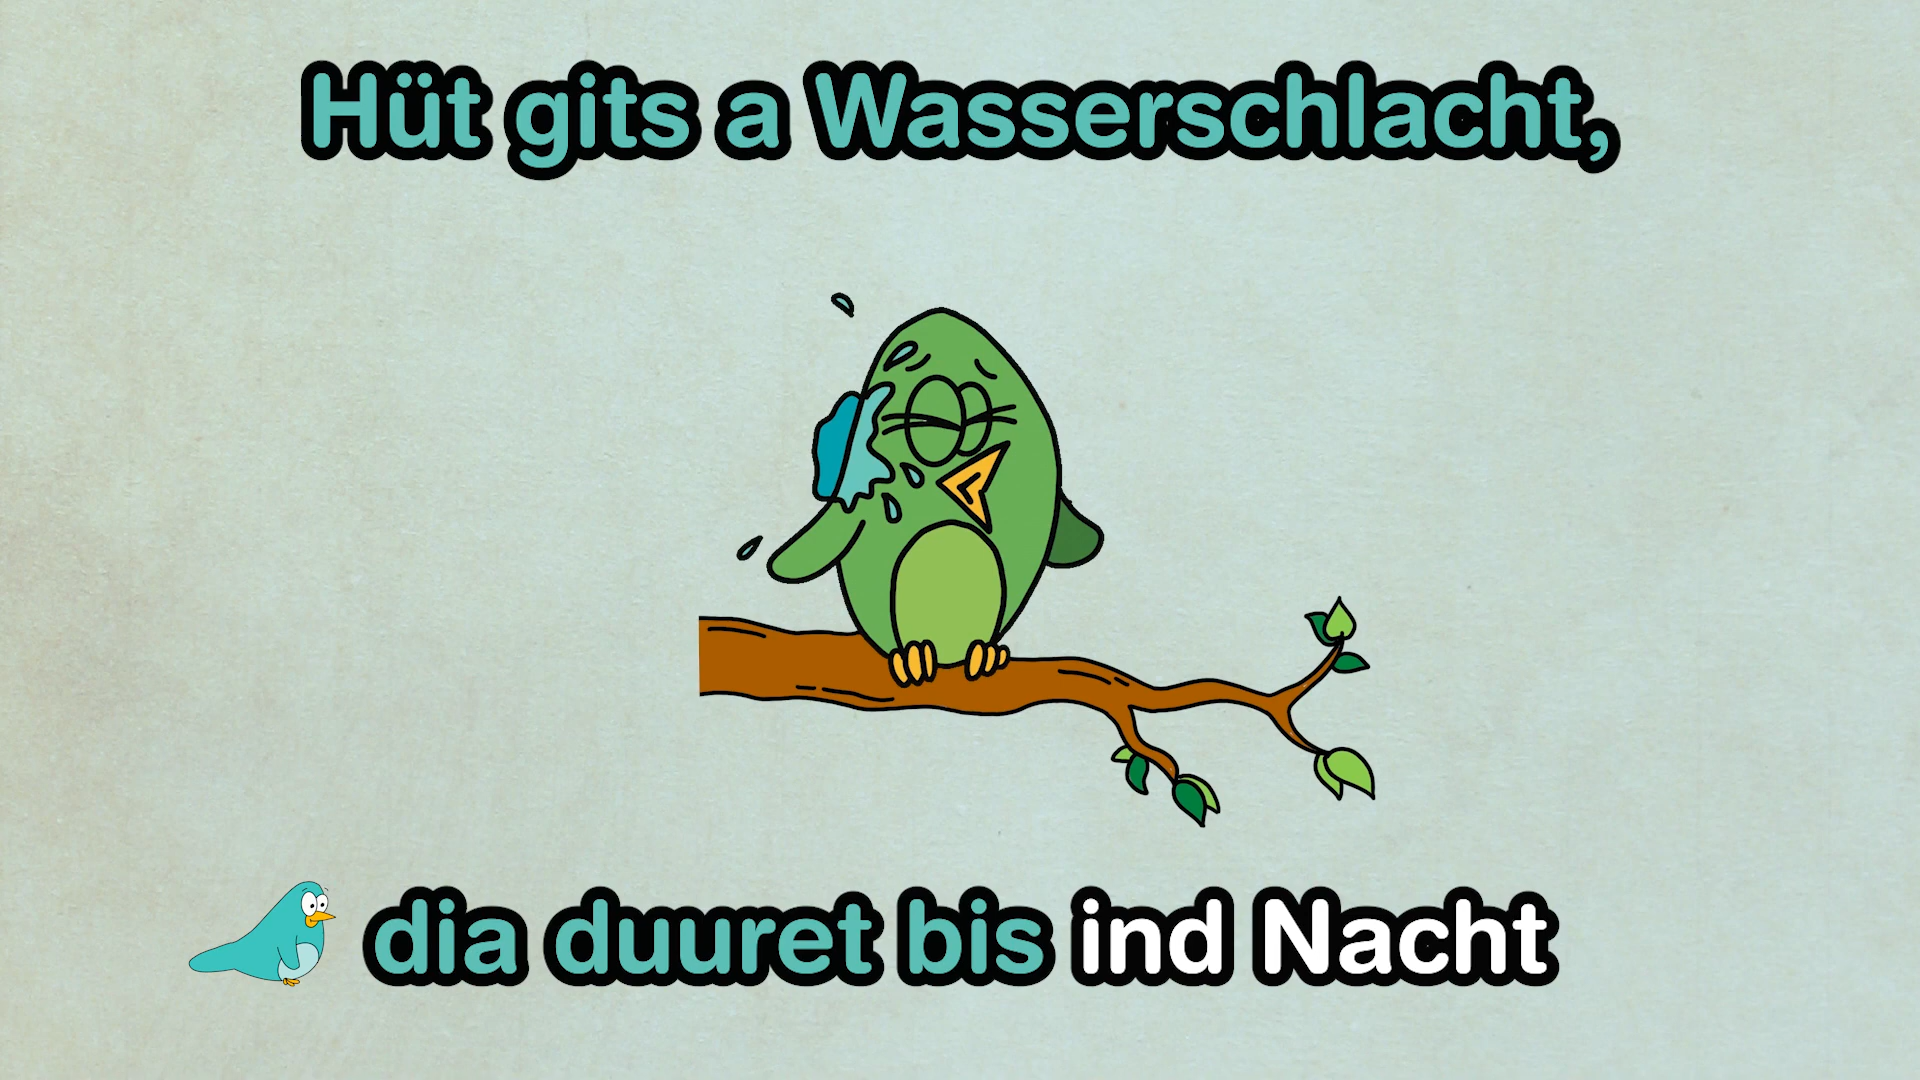 Hüt gits a Wasserschlacht,
dia duuret bis ind Nacht